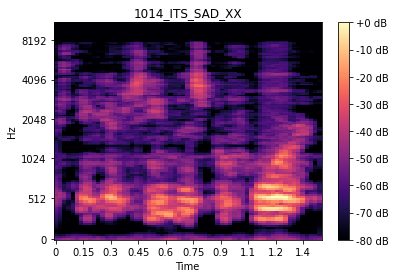 1014_ITS_SAD_XX
8192
4096
2048
1024
512
0
Hz
0
0.15
0.3
0.45
0.6
0.75
0.9
1.1
1.2
1.4
Time
+0 dB
-10 dB
-20 dB
-30 dB
-40 dB
-50 dB
-60 dB
-70 dB
-80 dB